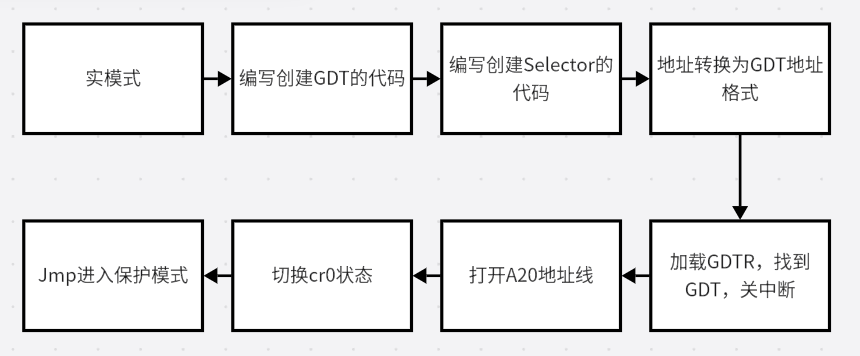 实模式
编写创建GDT的代码
编写创建Selector的
代码
地址转换为GDT地址
格式
加载GDTR，找到
GDT，关中断
打开A20地址线
切换cr0状态
Jmp进入保护模式